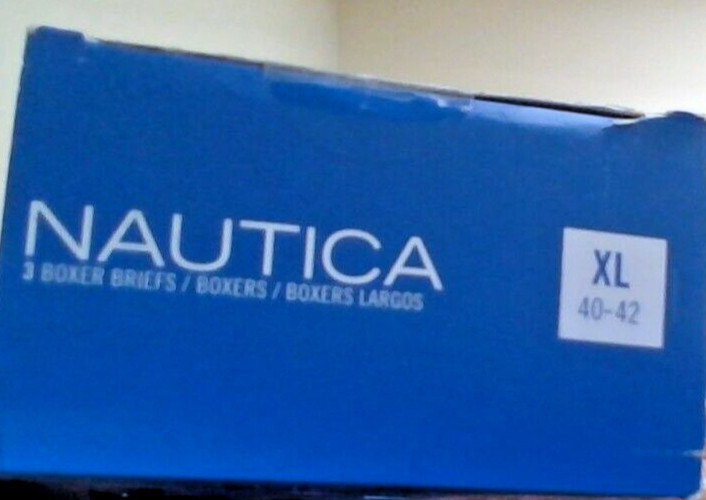 NAUTICA
3 BOXER BRIEFS / BOXERS / BOXERS LARGOS
XL
40-42